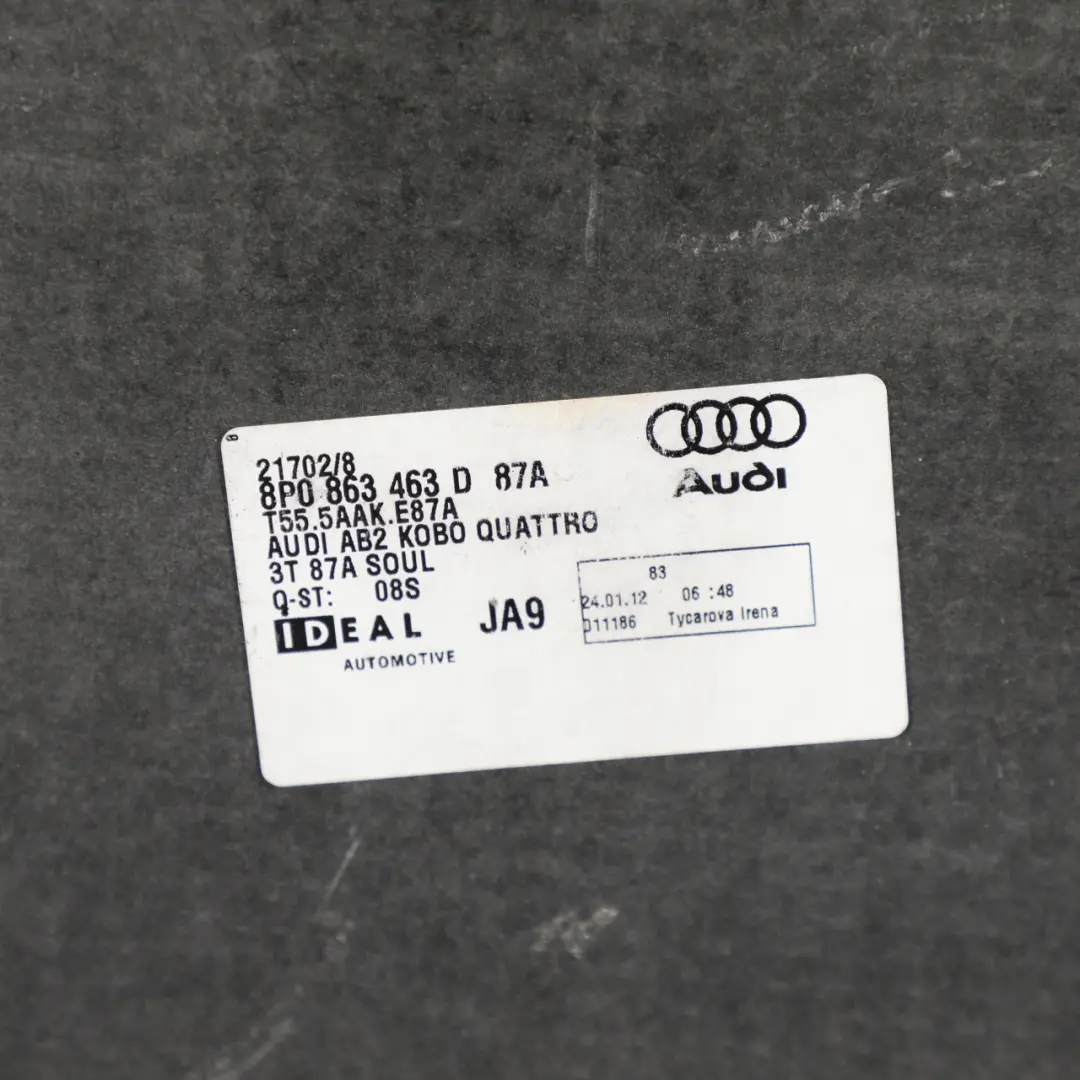 21702/8
8P0 863 463 D 87A
T55.5AAK.E87A
AUDI AB2 KOBO QUATTRO
3T 87A SOUL
Q-ST: 08S
IDEAL
AUTOMOTIVE
JA9
Audi
83
24.01.12 06 :48
011186 Tycarova Irena